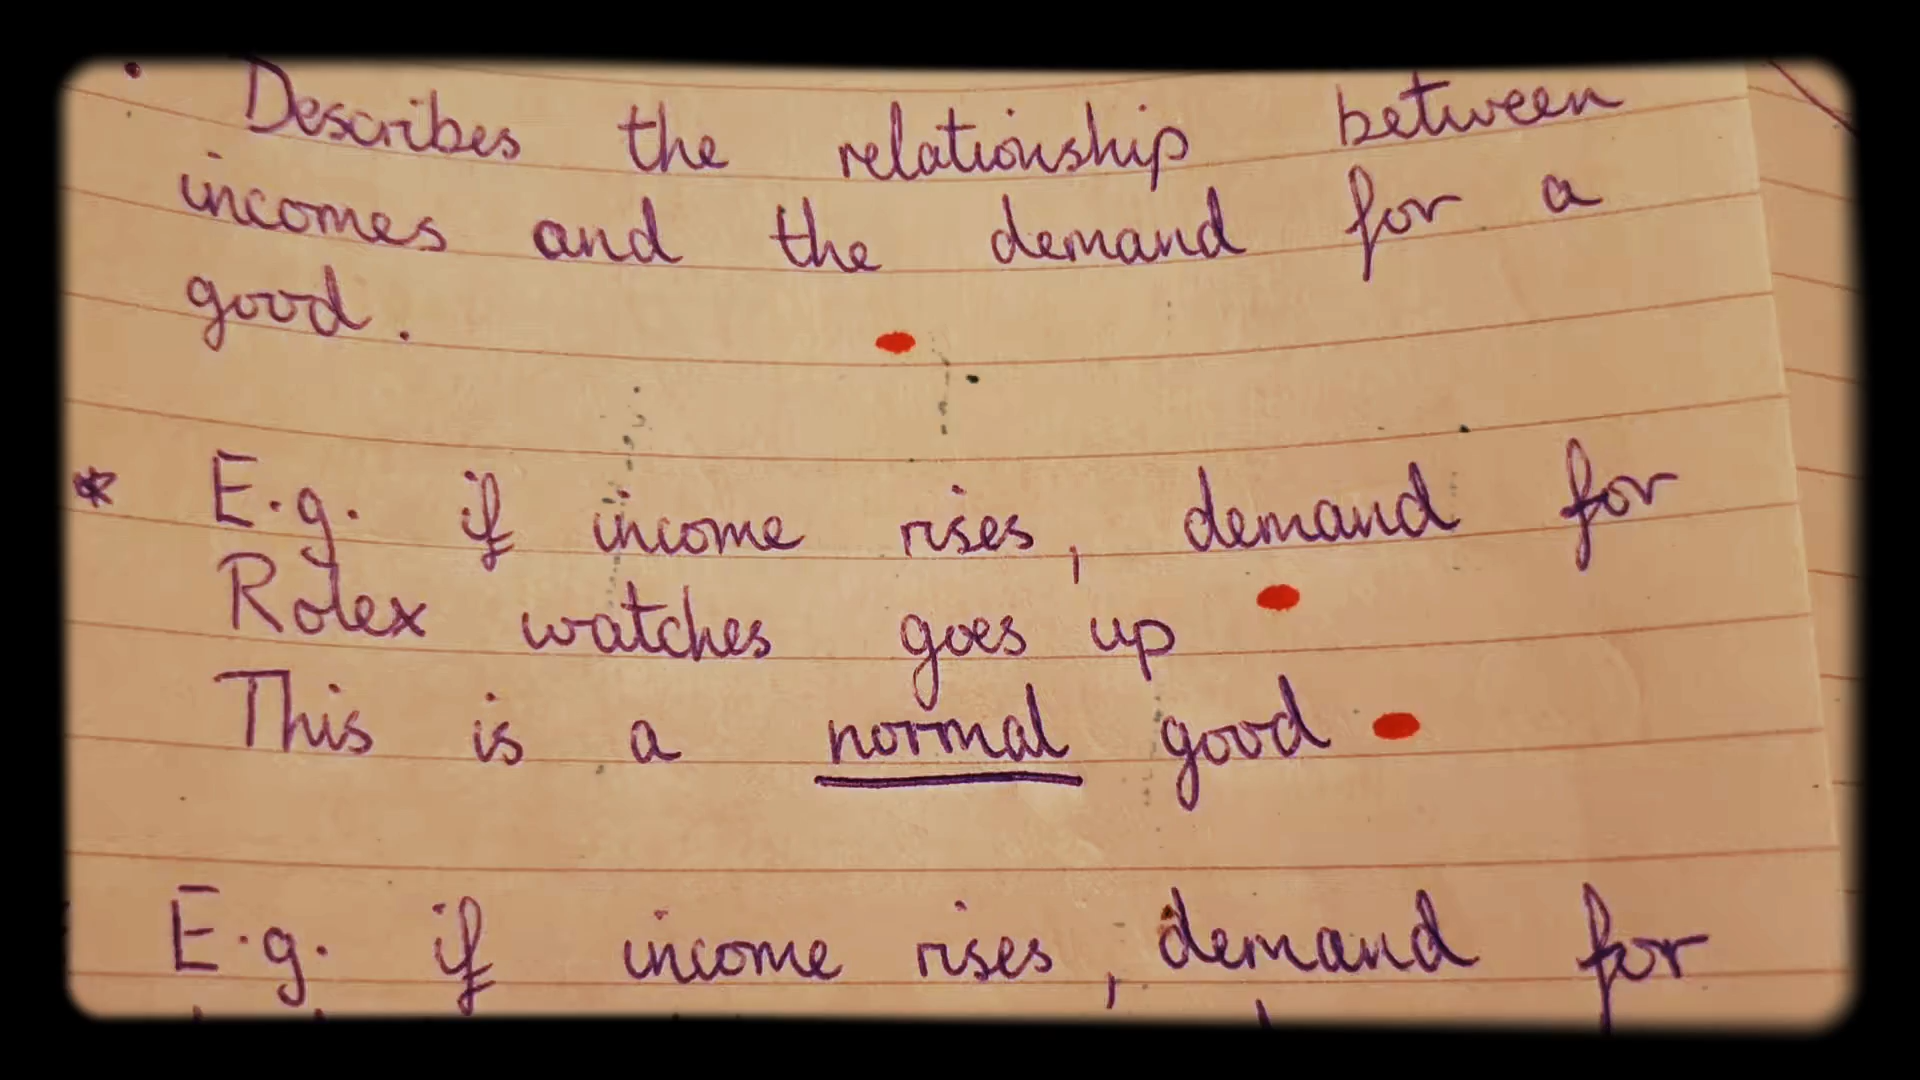 • Describes the relationship between
incomes and the demand for a
good.
* E.g. if income rises, demand for
Rolex watches goes up
This is a normal good
E.g. if income rises, demand for